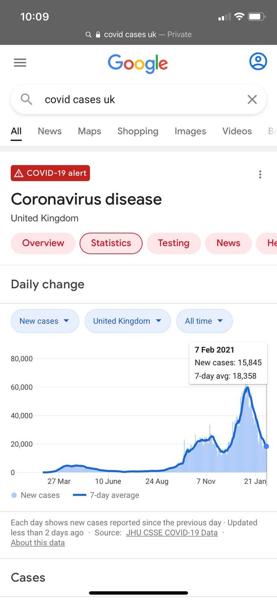 10:09
covid cases uk — Private
Google
covid cases uk
All News Maps Shopping Images Videos
COVID-19 alert
Coronavirus disease
United Kingdom
Overview Statistics Testing News He
Daily change
New cases United Kingdom All time
7 Feb 2021
New cases: 15,845
7-day avg: 18,358
80,000
60,000
40,000
20,000
0
27 Mar 10 June 24 Aug 7 Nov 21 Jan
New cases 7-day average
Each day shows new cases reported since the previous day · Updated
less than 2 days ago · Source: JHU CSSE COVID-19 Data ·
About this data
Cases